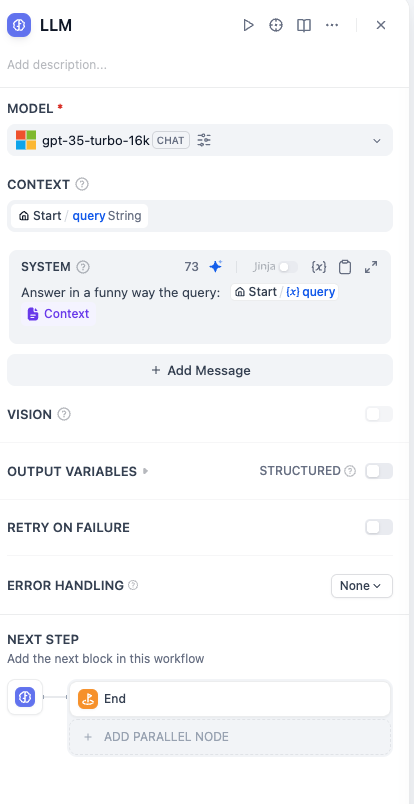 LLM
Add description...
MODEL *
gpt-35-turbo-16k CHAT
CONTEXT
Start / query String
SYSTEM 73 Jinja {x}
Answer in a funny way the query: Start / {x} query
Context
+ Add Message
VISION
OUTPUT VARIABLES STRUCTURED
RETRY ON FAILURE
ERROR HANDLING None
NEXT STEP
Add the next block in this workflow
End
+ ADD PARALLEL NODE